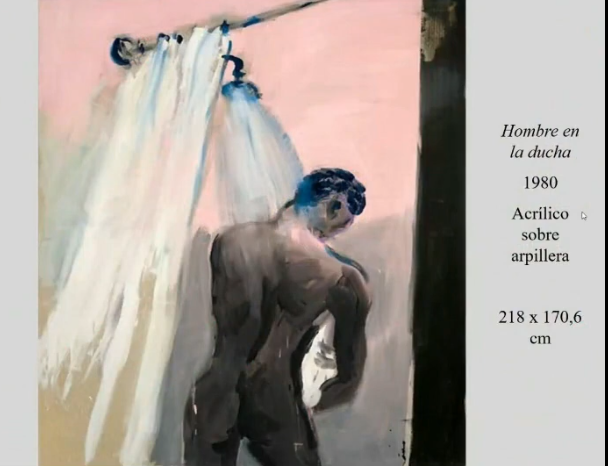 Hombre en
la ducha
1980
Acrílico
sobre
arpillera
218 x 170,6
cm